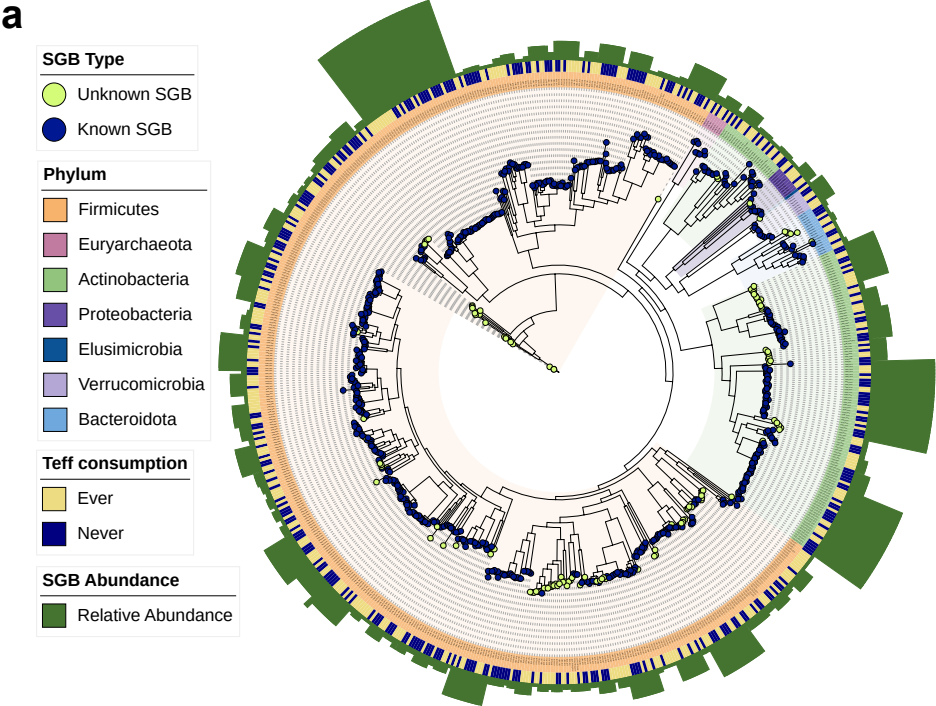 a
SGB Type
Unknown SGB
Known SGB
Phylum
Firmicutes
Euryarchaeota
Actinobacteria
Proteobacteria
Elusimicrobia
Verrucomicrobia
Bacteroidota
Teff consumption
Ever
Never
SGB Abundance
Relative Abundance